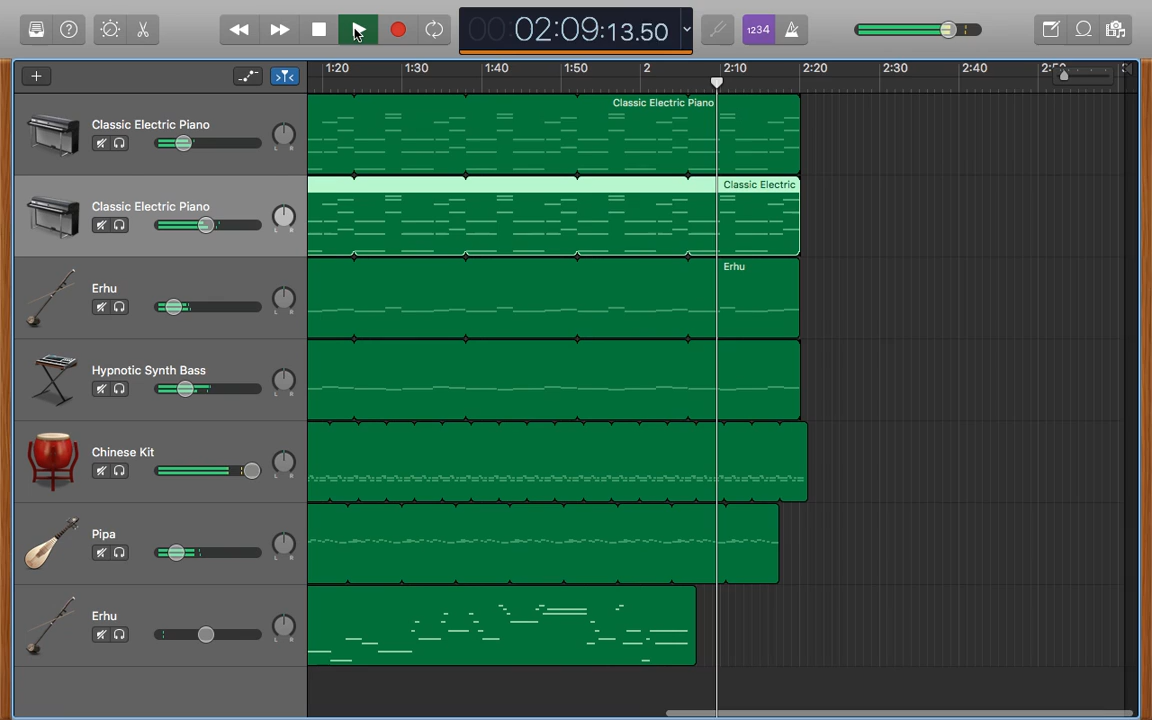 02:09:13.50
1234
1:20 1:30 1:40 1:50 2 2:10 2:20 2:30 2:40
Classic Electric Piano
L R
Classic Electric Piano
Classic Electric Piano
L R
Classic Electric
Erhu
L R
Erhu
Hypnotic Synth Bass
L R
Chinese Kit
L R
Pipa
L R
Erhu
L R